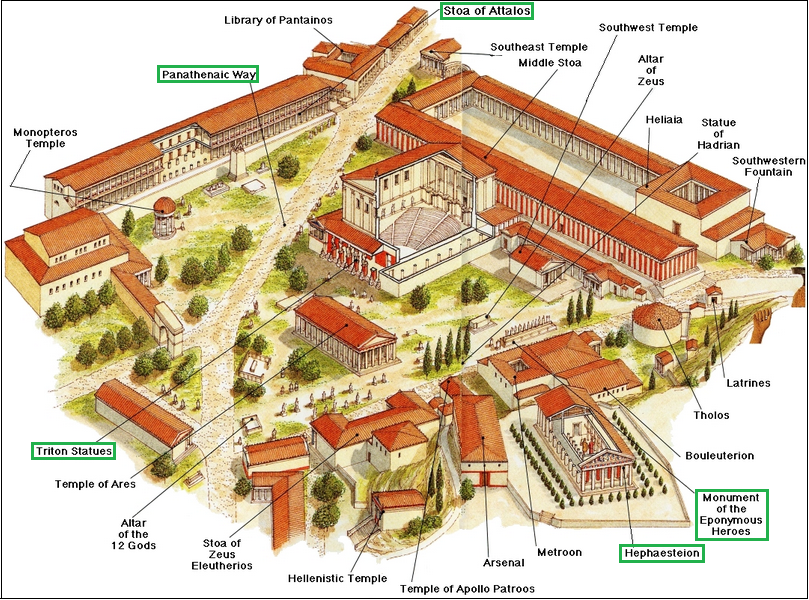 Stoa of Attalos
Library of Pantainos
Southwest Temple
Southeast Temple
Middle Stoa
Altar
of
Zeus
Panathenaic Way
Heliaia
Statue
of
Hadrian
Monopteros
Temple
Southwestern
Fountain
Latrines
Tholos
Triton Statues
Bouleuterion
Temple of Ares
Monument
of the
Eponymous
Heroes
Altar
of the
12 Gods
Stoa of
Zeus
Eleutherios
Metroon
Hephaesteion
Arsenal
Hellenistic Temple
Temple of Apollo Patroos